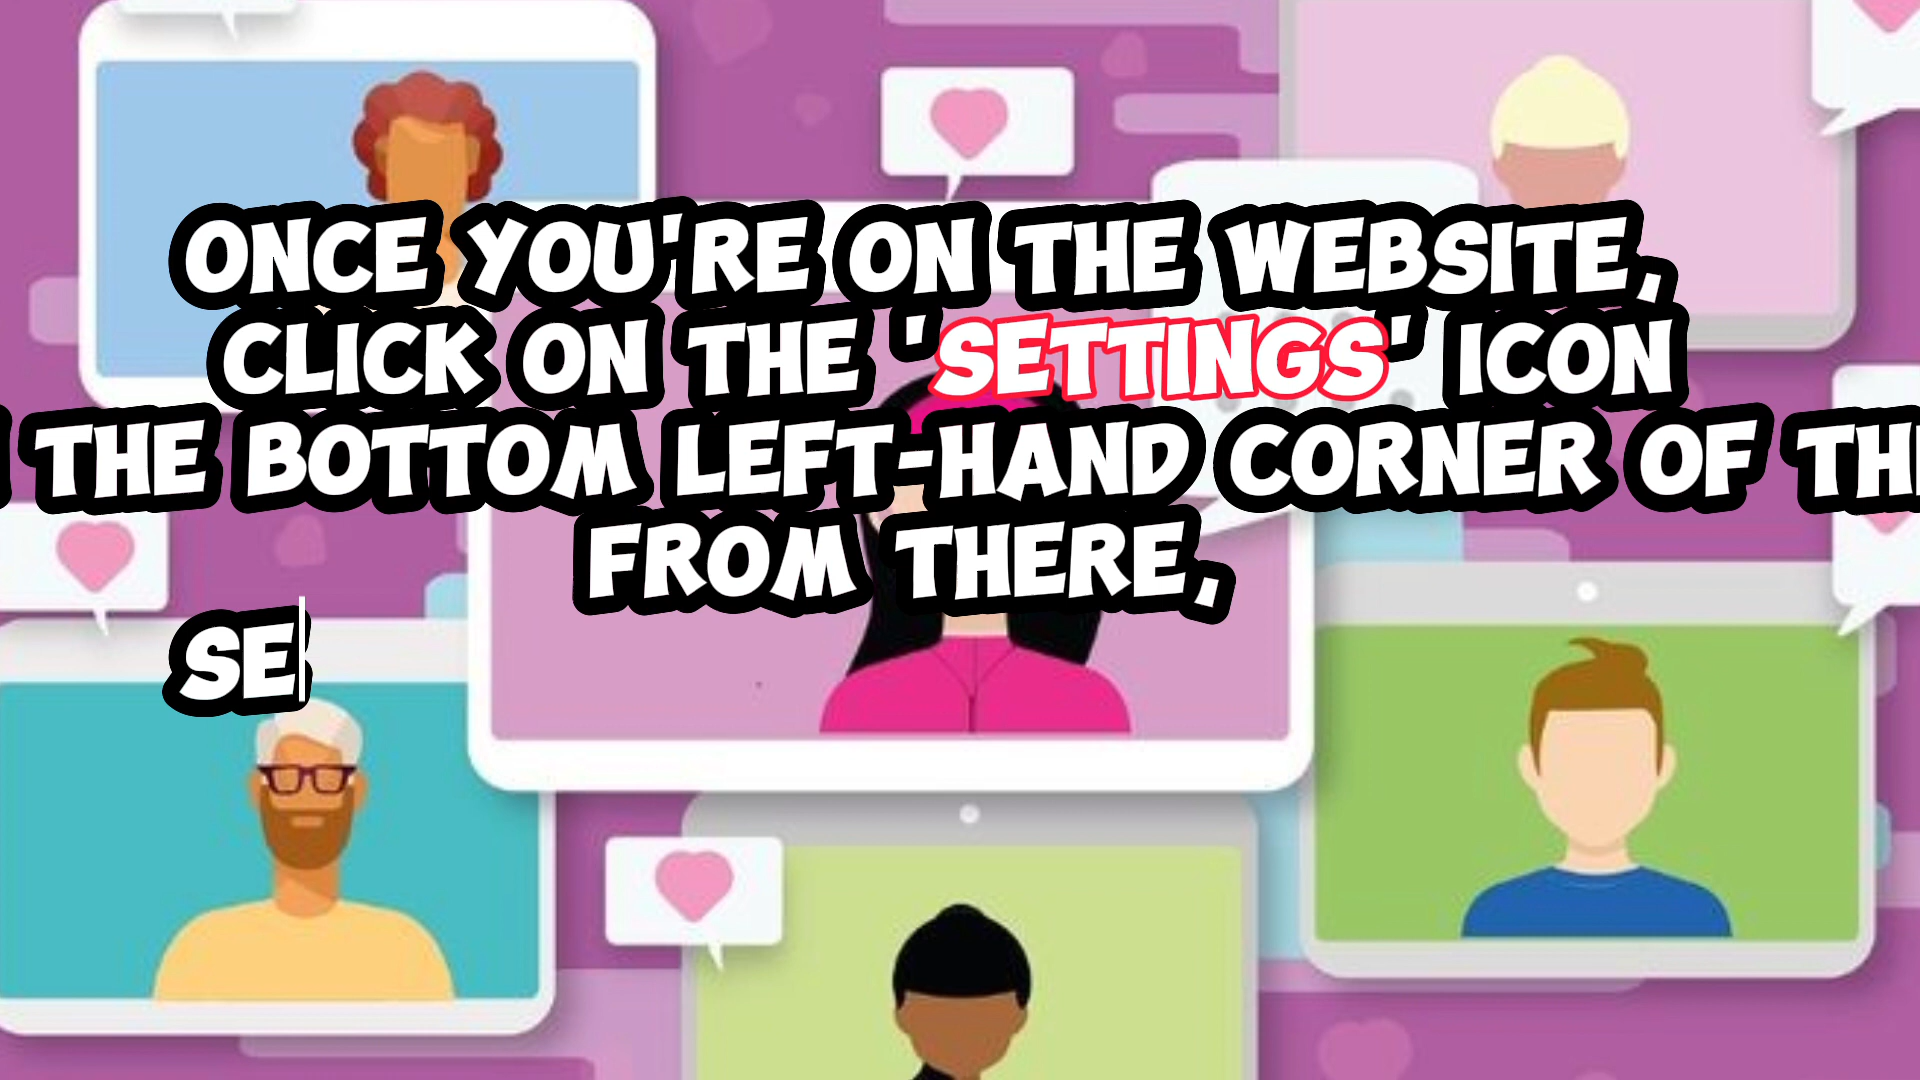 ONCE YOU'RE ON THE WEBSITE,
CLICK ON THE 'SETTINGS' ICON
THE BOTTOM LEFT-HAND CORNER OF
FROM THERE,
SE